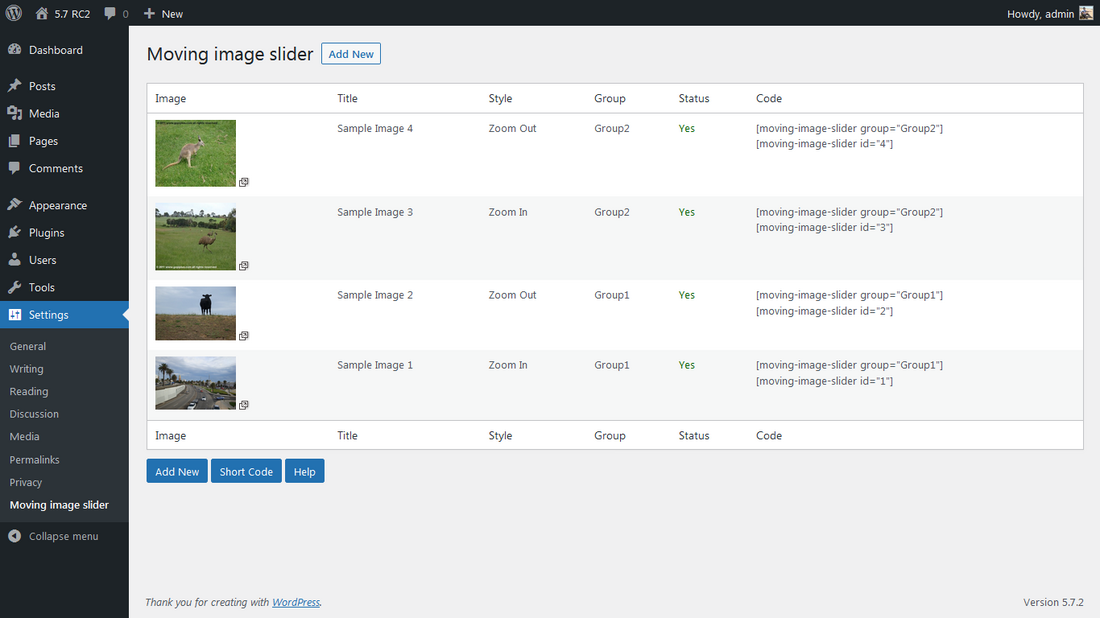 5.7 RC2 0 New Howdy, admin
Dashboard
Posts
Media
Pages
Comments
Appearance
Plugins
Users
Tools
Settings
General
Writing
Reading
Discussion
Media
Permalinks
Privacy
Moving image slider
Collapse menu
Moving image slider Add New
Image Title Style Group Status Code
Sample Image 4 Zoom Out Group2 Yes [moving-image-slider group="Group2"]
[moving-image-slider id="4"]
Sample Image 3 Zoom In Group2 Yes [moving-image-slider group="Group2"]
[moving-image-slider id="3"]
Sample Image 2 Zoom Out Group1 Yes [moving-image-slider group="Group1"]
[moving-image-slider id="2"]
Sample Image 1 Zoom In Group1 Yes [moving-image-slider group="Group1"]
[moving-image-slider id="1"]
Image Title Style Group Status Code
Add New Short Code Help
Thank you for creating with WordPress. Version 5.7.2